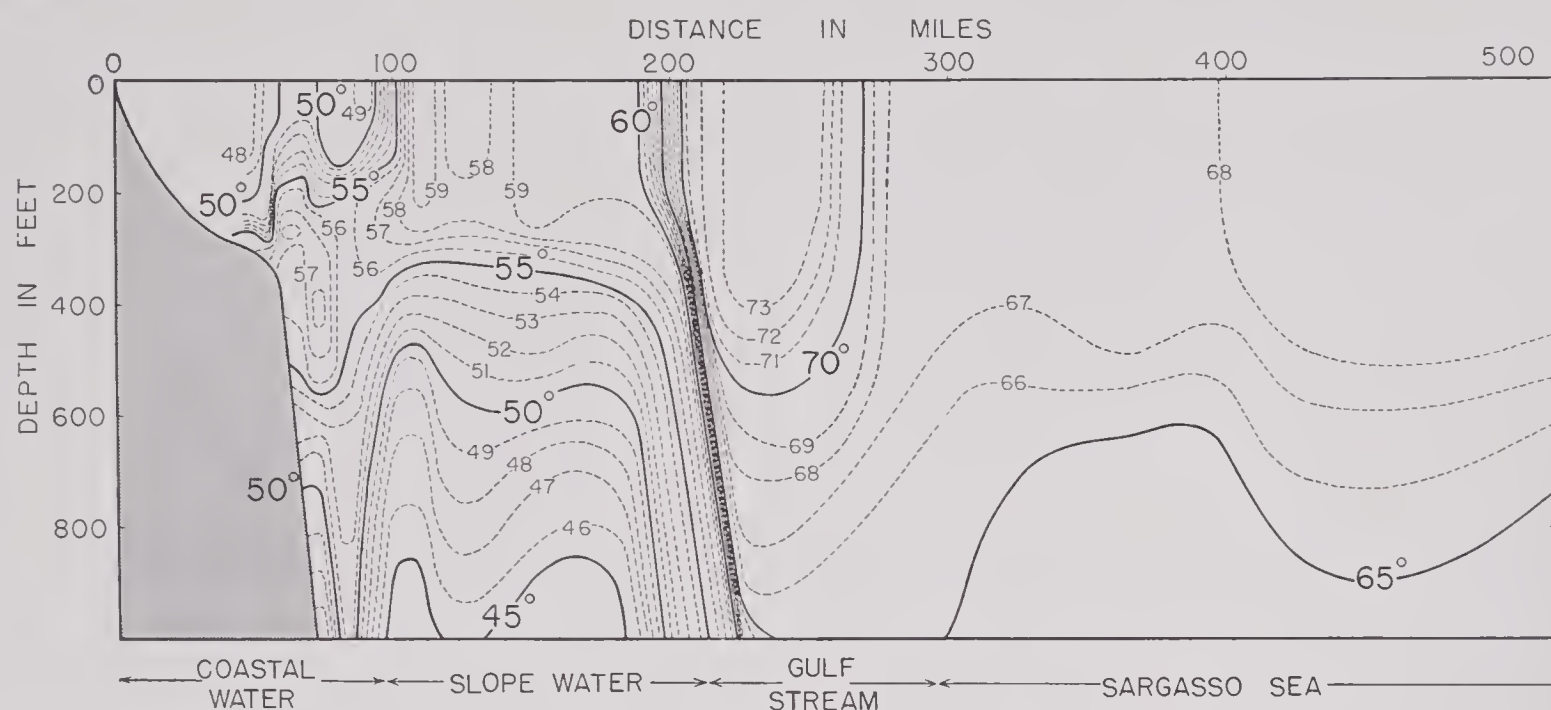 DISTANCE IN MILES
0 100 200 300 400 500
DEPTH IN FEET
0
200
400
600
800
50° 49 60°
48 58
50° 55° 59 59 68
56 58
57
57 56 55°
54 73 67
53 72
52 71 70°
51 66
50°
49 69
48 68
50° 47
46
45° 65°
COASTAL WATER
SLOPE WATER
GULF STREAM
SARGASSO SEA